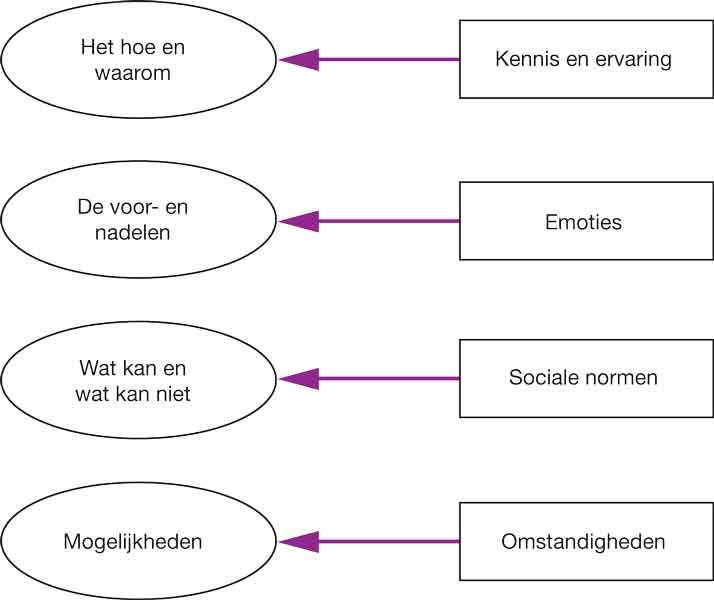 Het hoe en
waarom
Kennis en ervaring
De voor- en
nadelen
Emoties
Wat kan en
wat kan niet
Sociale normen
Mogelijkheden
Omstandigheden